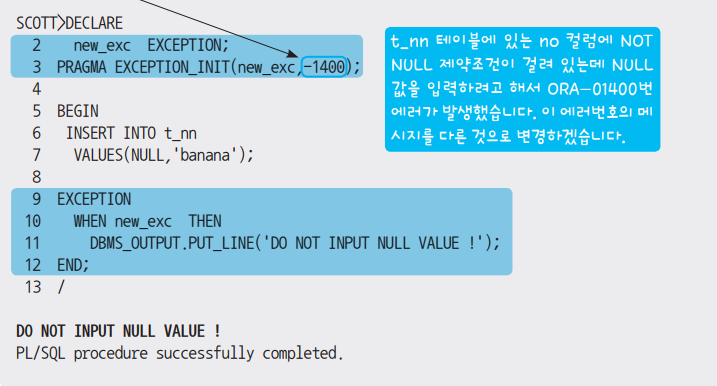 SCOTT>DECLARE
2 new_exc EXCEPTION;
3 PRAGMA EXCEPTION_INIT(new_exc,-1400);
4
5 BEGIN
6 INSERT INTO t_nn
7 VALUES(NULL,'banana');
8
9 EXCEPTION
10 WHEN new_exc THEN
11 DBMS_OUTPUT.PUT_LINE('DO NOT INPUT NULL VALUE !');
12 END;
13 /
DO NOT INPUT NULL VALUE !
PL/SQL procedure successfully completed.
t_nn 테이블에 있는 no 컬럼에 NOT
NULL 제약조건이 걸려 있는데 NULL
값을 입력하려고 해서 ORA-01400번
에러가 발생했습니다. 이 에러번호의 메
시지를 다른 것으로 변경하겠습니다.